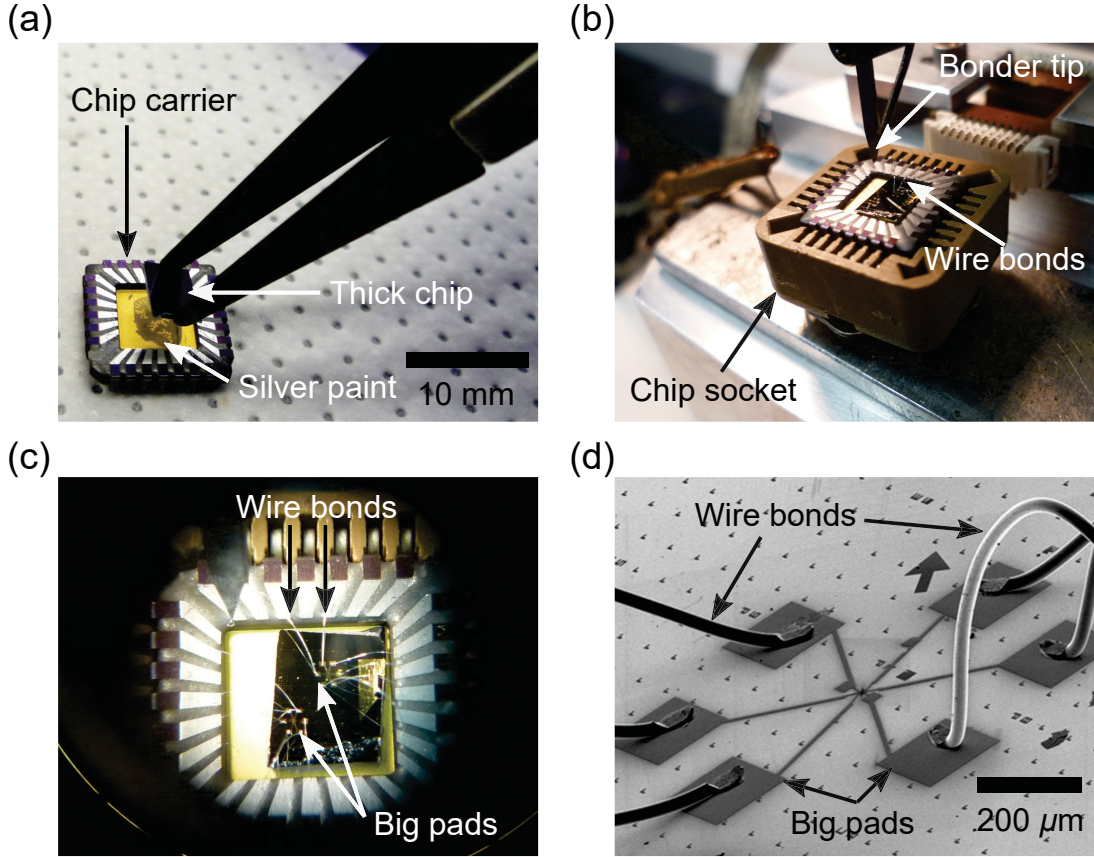 (a)
Chip carrier
Thick chip
Silver paint
10 mm
(b)
Bonder tip
Wire bonds
Chip socket
(c)
Wire bonds
Big pads
(d)
Wire bonds
Big pads
200 µm